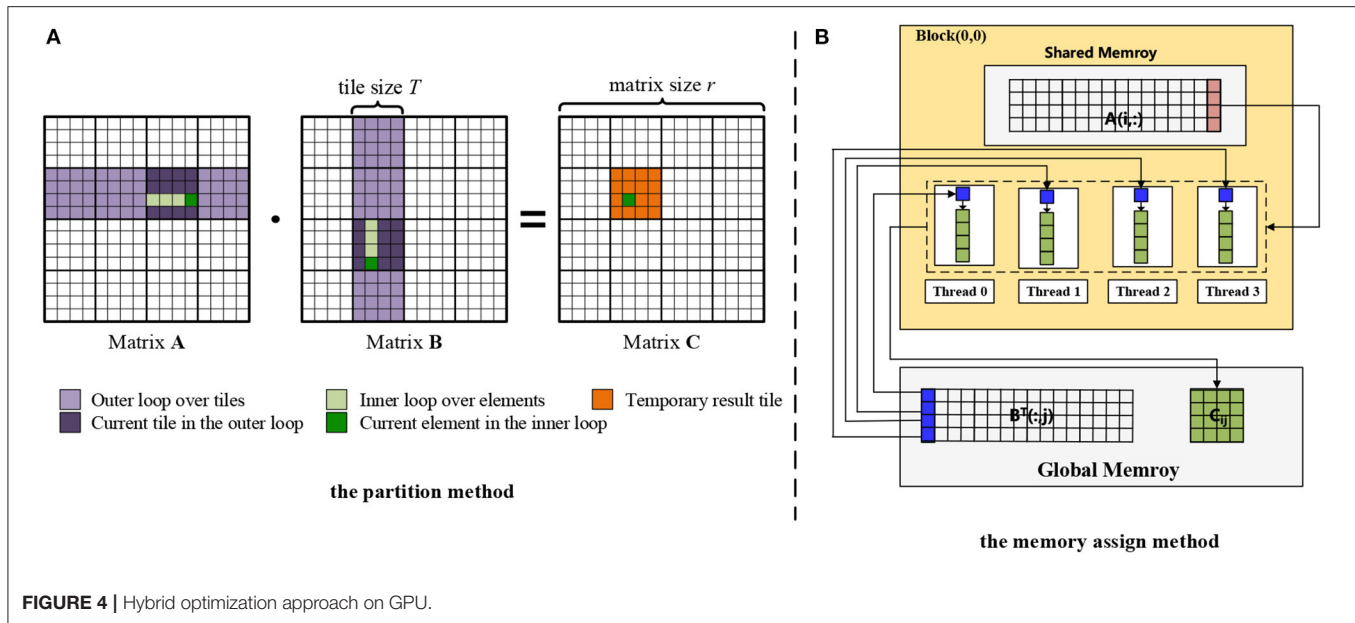 A
tile size T
matrix size r
Matrix A
Matrix B
Matrix C
Outer loop over tiles
Inner loop over elements
Temporary result tile
Current tile in the outer loop
Current element in the inner loop
the partition method
B
Block(0,0)
Shared Memroy
A(i,:)
Thread 0
Thread 1
Thread 2
Thread 3
Bᵀ(:,j)
Cij
Global Memroy
the memory assign method
FIGURE 4 | Hybrid optimization approach on GPU.